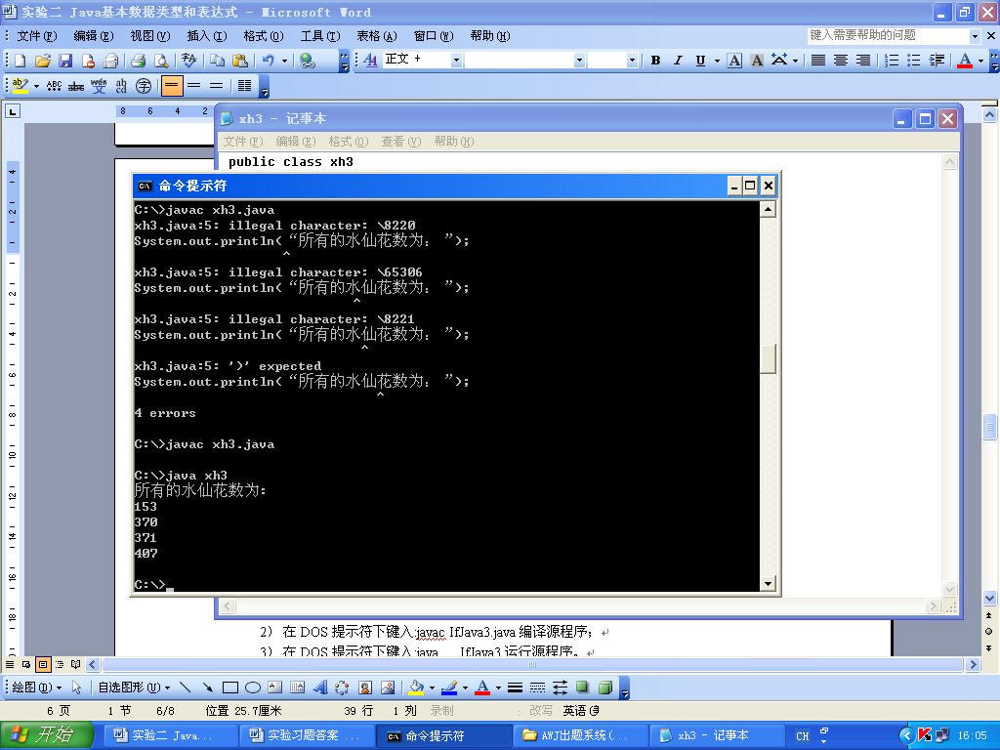 实验二 Java基本数据类型和表达式 - Microsoft Word
文件(F) 编辑(E) 视图(V) 插入(I) 格式(O) 工具(T) 表格(A) 窗口(W) 帮助(H) 键入需要帮助的问题
正文 + B I U A A A
xh3 - 记事本
文件(F) 编辑(E) 格式(O) 查看(V) 帮助(H)
public class xh3
命令提示符
C:\>javac xh3.java
xh3.java:5: illegal character: \8220
System.out.println(“所有的水仙花数为：”);
^
xh3.java:5: illegal character: \65306
System.out.println(“所有的水仙花数为：”);
^
xh3.java:5: illegal character: \8221
System.out.println(“所有的水仙花数为：”);
^
xh3.java:5: ')' expected
System.out.println(“所有的水仙花数为：”);
^
4 errors
C:\>javac xh3.java
C:\>java xh3
所有的水仙花数为:
153
370
371
407
C:\>_
2) 在 DOS 提示符下键入:javac IfJava3.java 编译源程序;
3) 在 DOS 提示符下键入:java IfJava3 运行源程序。
绘图(D) 自选图形(U)
6 页 1 节 6/8 位置 25.7厘米 39 行 1 列 录制 改写 英语(美
开始 实验二 Java... 实验习题答案 ... 命令提示符 AWJ出题系统(... xh3 - 记事本 CH 16:05